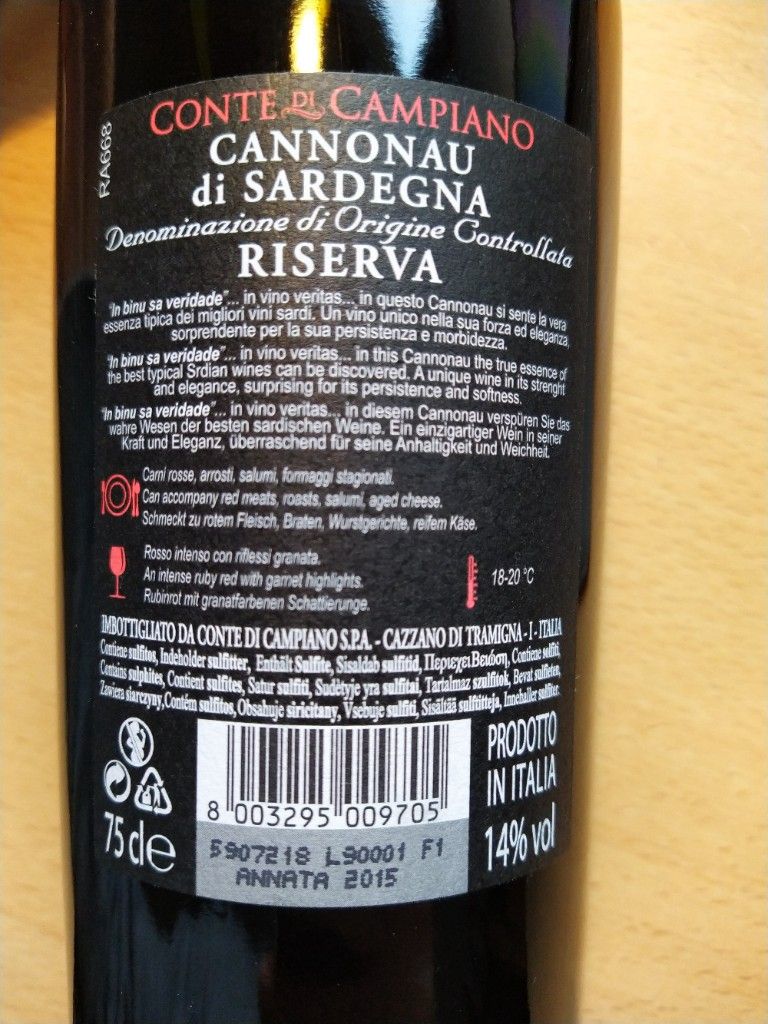 RA668
CONTE DI CAMPIANO
CANNONAU
di SARDEGNA
Denominazione di Origine Controllata
RISERVA
"In binu sa veridade"... in vino veritas... in questo Cannonau si sente la vera
essenza tipica dei migliori vini sardi. Un vino unico nella sua forza ed eleganza,
sorprendente per la sua persistenza e morbidezza.
"In binu sa veridade"... in vino veritas... in this Cannonau the true essence of
the best typical Srdian wines can be discovered. A unique wine in its strenght
and elegance, surprising for its persistence and softness.
"In binu sa veridade"... in vino veritas... in diesem Cannonau verspüren Sie das
wahre Wesen der besten sardischen Weine. Ein einzigartiger Wein in seiner
Kraft und Eleganz, überraschend für seine Anhaltigkeit und Weichheit.
Carni rosse, arrosti, salumi, formaggi stagionati.
Can accompany red meats, roasts, salumi, aged cheese.
Schmeckt zu rotem Fleisch, Braten, Wurstgerichte, reifem Käse.
Rosso intenso con riflessi granata.
An intense ruby red with garnet highlights.
Rubinrot mit granatfarbenen Schattierunge.
18-20 °C
IMBOTTIGLIATO DA CONTE DI CAMPIANO S.P.A. - CAZZANO DI TRAMIGNA - I - ITALIA
Contiene sulfitos, Indeholder sulfitter, Enthält Sulfite, Sisaldab sulfitid, ΠεριεχειΒειώση, Contiene solfiti,
Contains sulphites, Contient sulfites, Satur sulfīti, Sudėtyje yra sulfitai, Tartalmaz szulfitok, Bevat sulfieten,
Zawiera siarczyny, Contém sulfitos, Obsahuje siricitany, Vsebuje sulfiti, Sisältää sulfiitteja, Innehaller sulfiter.
PRODOTTO
IN ITALIA
8 003295 009705
75 cl e
14% vol
5907218 L90001 F1
ANNATA 2015